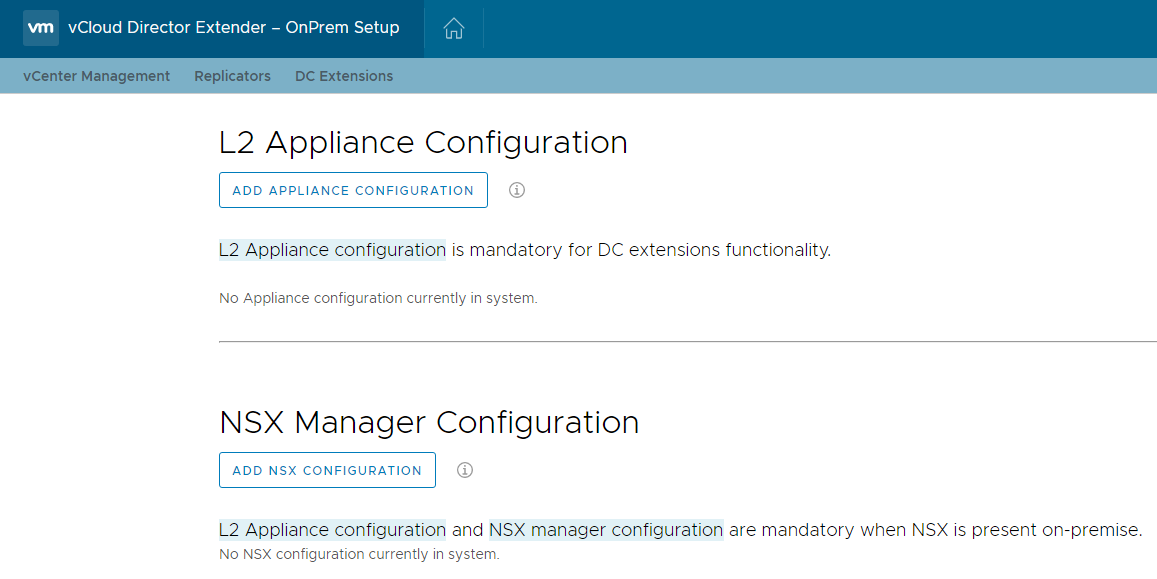 vm vCloud Director Extender – OnPrem Setup
vCenter Management Replicators DC Extensions
L2 Appliance Configuration
ADD APPLIANCE CONFIGURATION
L2 Appliance configuration is mandatory for DC extensions functionality.
No Appliance configuration currently in system.
NSX Manager Configuration
ADD NSX CONFIGURATION
L2 Appliance configuration and NSX manager configuration are mandatory when NSX is present on-premise.
No NSX configuration currently in system.